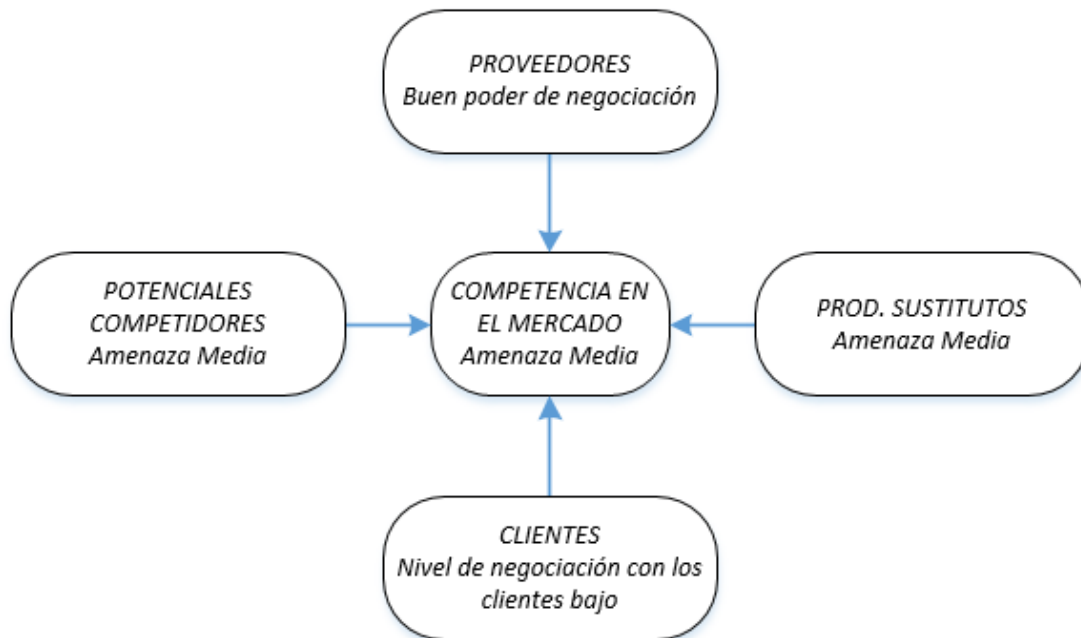 PROVEEDORES
Buen poder de negociación
POTENCIALES
COMPETIDORES
Amenaza Media
COMPETENCIA EN
EL MERCADO
Amenaza Media
PROD. SUSTITUTOS
Amenaza Media
CLIENTES
Nivel de negociación con los
clientes bajo